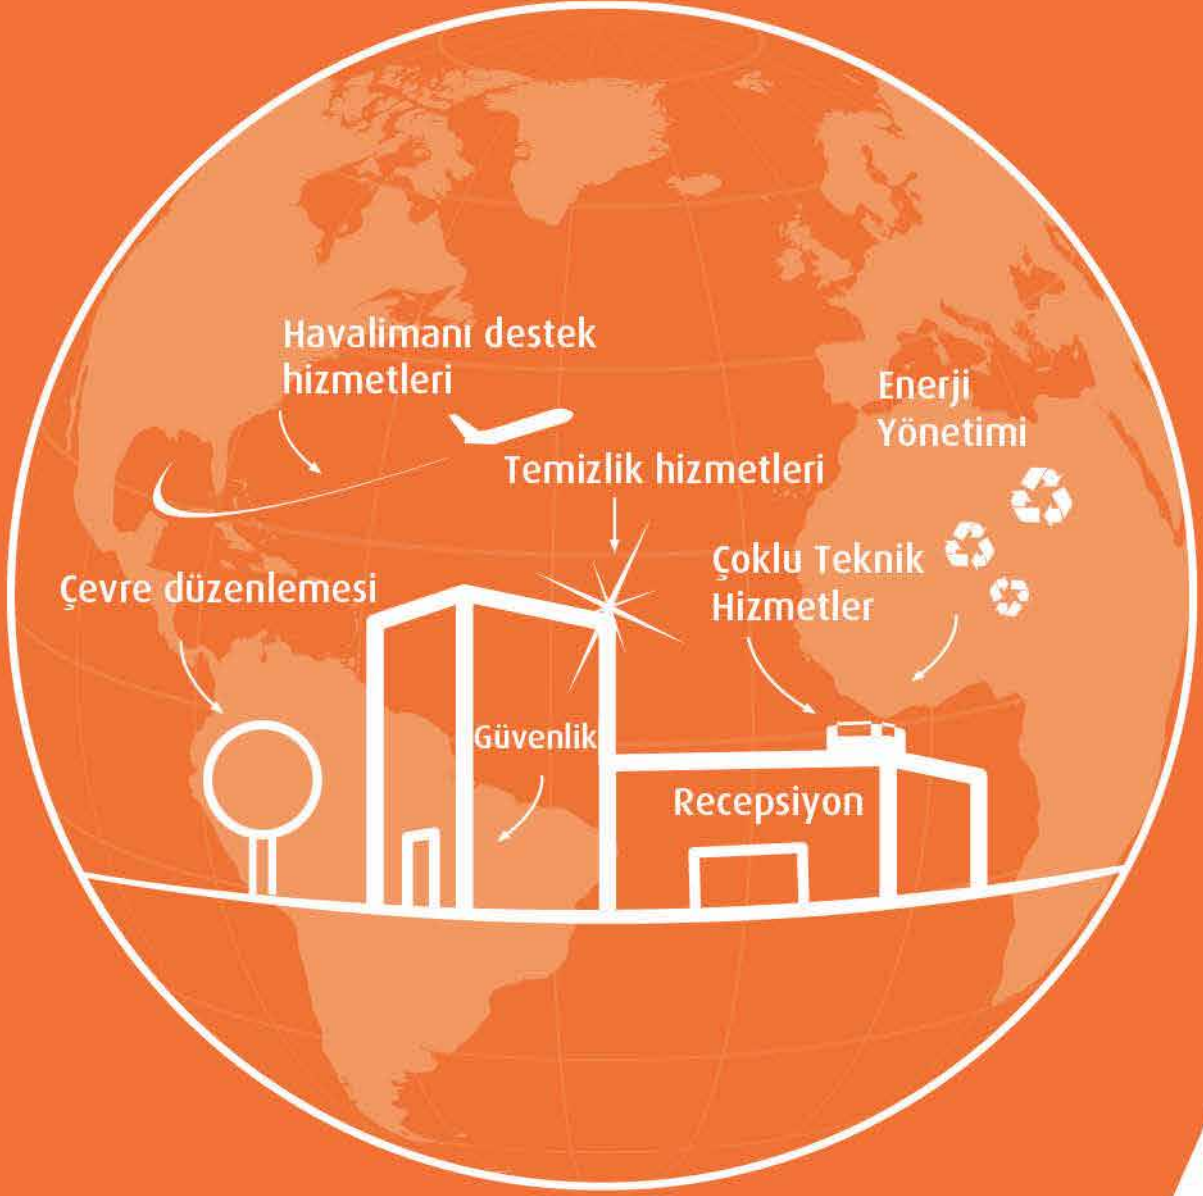 Havalimanı destek
hizmetleri
Enerji
Yönetimi
Temizlik hizmetleri
Çoklu Teknik
Hizmetler
Çevre düzenlemesi
Güvenlik
Recepsiyon